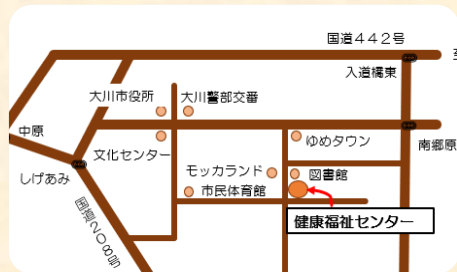 国道442号
至
入道橋東
大川市役所
大川警部交番
中原
文化センター
ゆめタウン
南郷原
しげあみ
モッカランド
図書館
市民体育館
国道208号
健康福祉センター